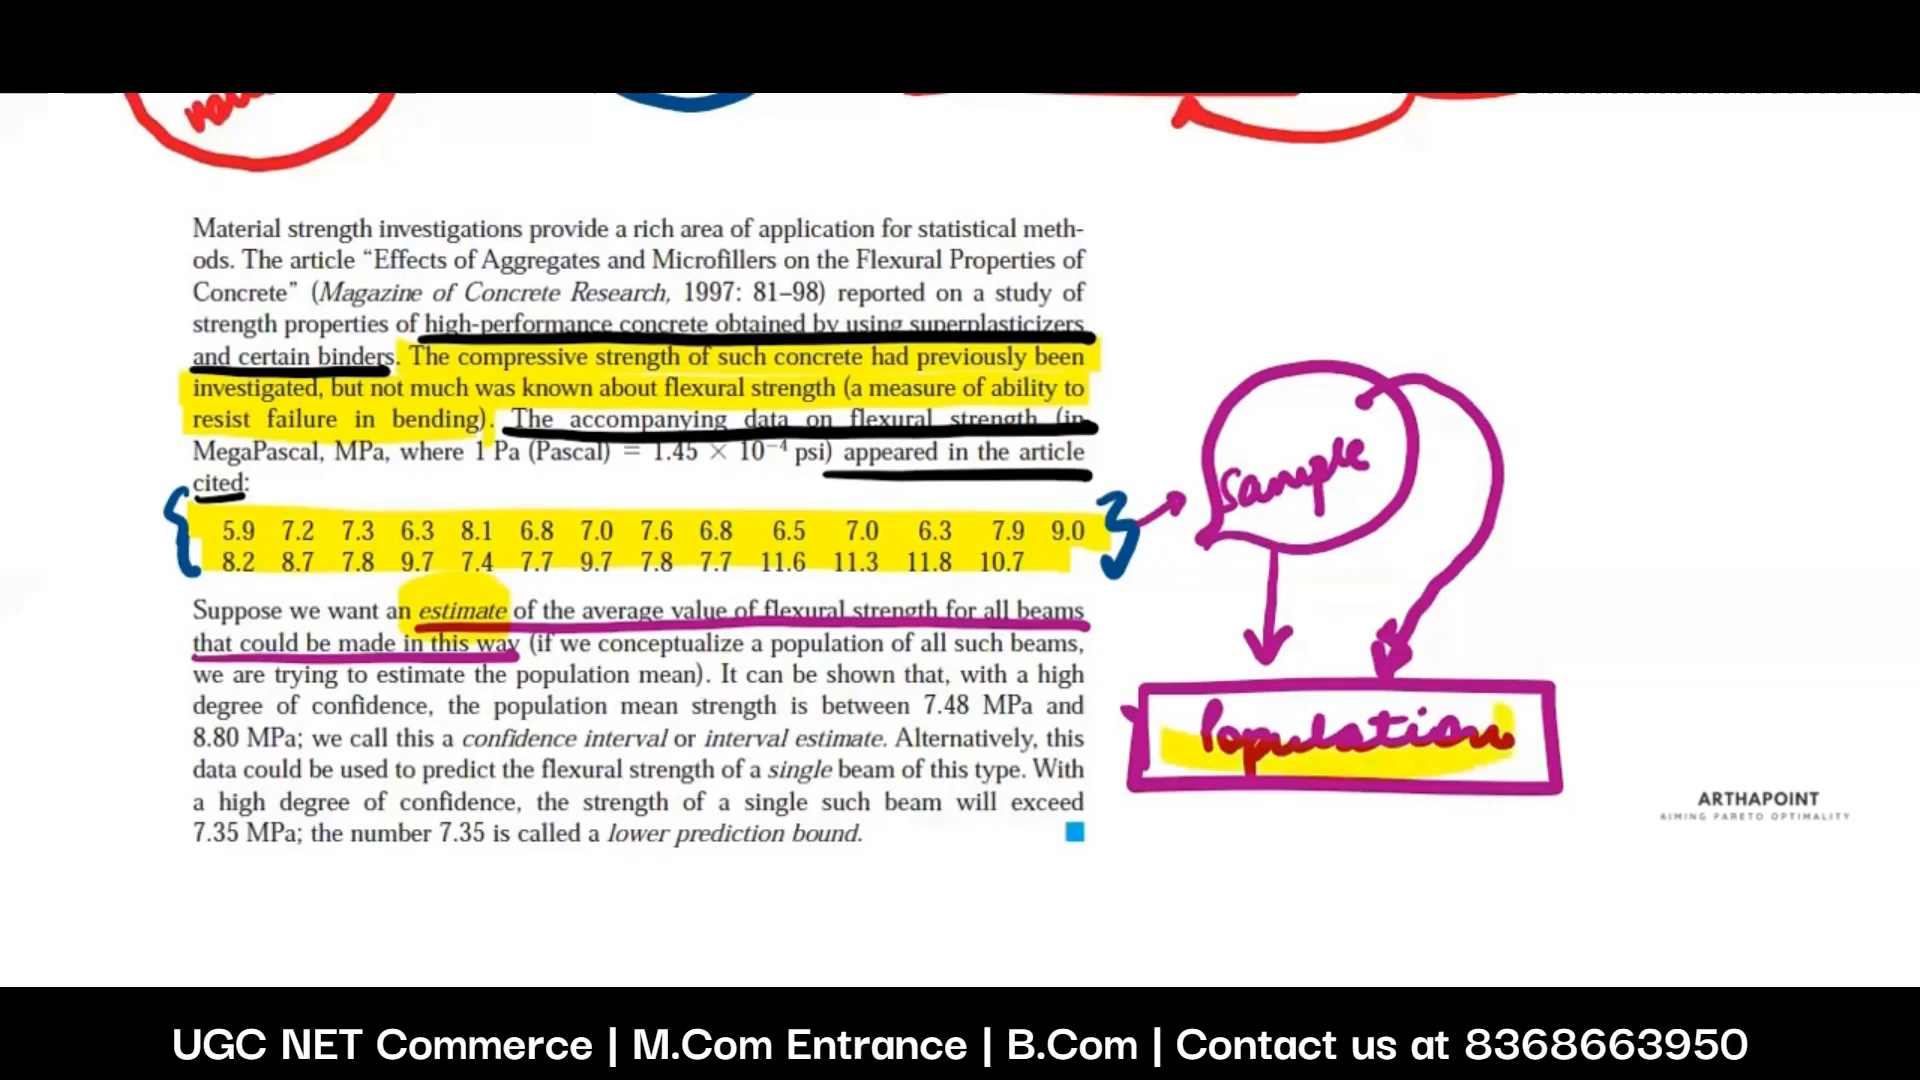 Material strength investigations provide a rich area of application for statistical meth-
ods. The article “Effects of Aggregates and Microfillers on the Flexural Properties of
Concrete” (Magazine of Concrete Research, 1997: 81–98) reported on a study of
strength properties of high-performance concrete obtained by using superplasticizers
and certain binders. The compressive strength of such concrete had previously been
investigated, but not much was known about flexural strength (a measure of ability to
resist failure in bending). The accompanying data on flexural strength (in
MegaPascal, MPa, where 1 Pa (Pascal) = 1.45 × 10⁻⁴ psi) appeared in the article
cited:
5.9 7.2 7.3 6.3 8.1 6.8 7.0 7.6 6.8 6.5 7.0 6.3 7.9 9.0
8.2 8.7 7.8 9.7 7.4 7.7 9.7 7.8 7.7 11.6 11.3 11.8 10.7
Suppose we want an estimate of the average value of flexural strength for all beams
that could be made in this way (if we conceptualize a population of all such beams,
we are trying to estimate the population mean). It can be shown that, with a high
degree of confidence, the population mean strength is between 7.48 MPa and
8.80 MPa; we call this a confidence interval or interval estimate. Alternatively, this
data could be used to predict the flexural strength of a single beam of this type. With
a high degree of confidence, the strength of a single such beam will exceed
7.35 MPa; the number 7.35 is called a lower prediction bound.
Sample
Population
ARTHAPOINT
AIMING PARETO OPTIMALITY
UGC NET Commerce | M.Com Entrance | B.Com | Contact us at 8368663950